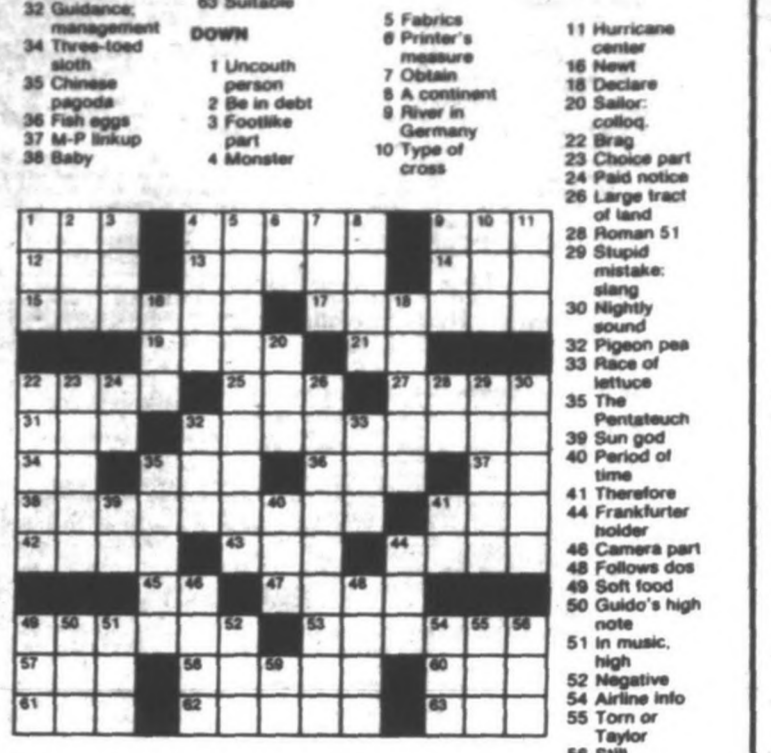 32 Guidance;
management
34 Three-toed
sloth
35 Chinese
pagoda
36 Fish eggs
37 M-P linkup
38 Baby
63 Suitable
DOWN
1 Uncouth
person
2 Be in debt
3 Footlike
part
4 Monster
5 Fabrics
6 Printer's
measure
7 Obtain
8 A continent
9 River in
Germany
10 Type of
cross
11 Hurricane
center
16 Newt
18 Declare
20 Sailor:
colloq.
22 Brag
23 Choice part
24 Paid notice
26 Large tract
of land
28 Roman 51
29 Stupid
mistake:
slang
30 Nightly
sound
32 Pigeon pea
33 Race of
lettuce
35 The
Pentateuch
39 Sun god
40 Period of
time
41 Therefore
44 Frankfurter
holder
46 Camera part
48 Follows dos
49 Soft food
50 Guido's high
note
51 In music,
high
52 Negative
54 Airline info
55 Torn or
Taylor
56 Still
1 2 3 4 5 6 7 8 9 10 11
12 13 14
15 16 17 18
19 20 21
22 23 24 25 26 27 28 29 30
31 32 33
34 35 36 37
38 39 40 41
42 43 44
45 46 47 48
49 50 51 52 53 54 55 56
57 58 59 60
61 62 63